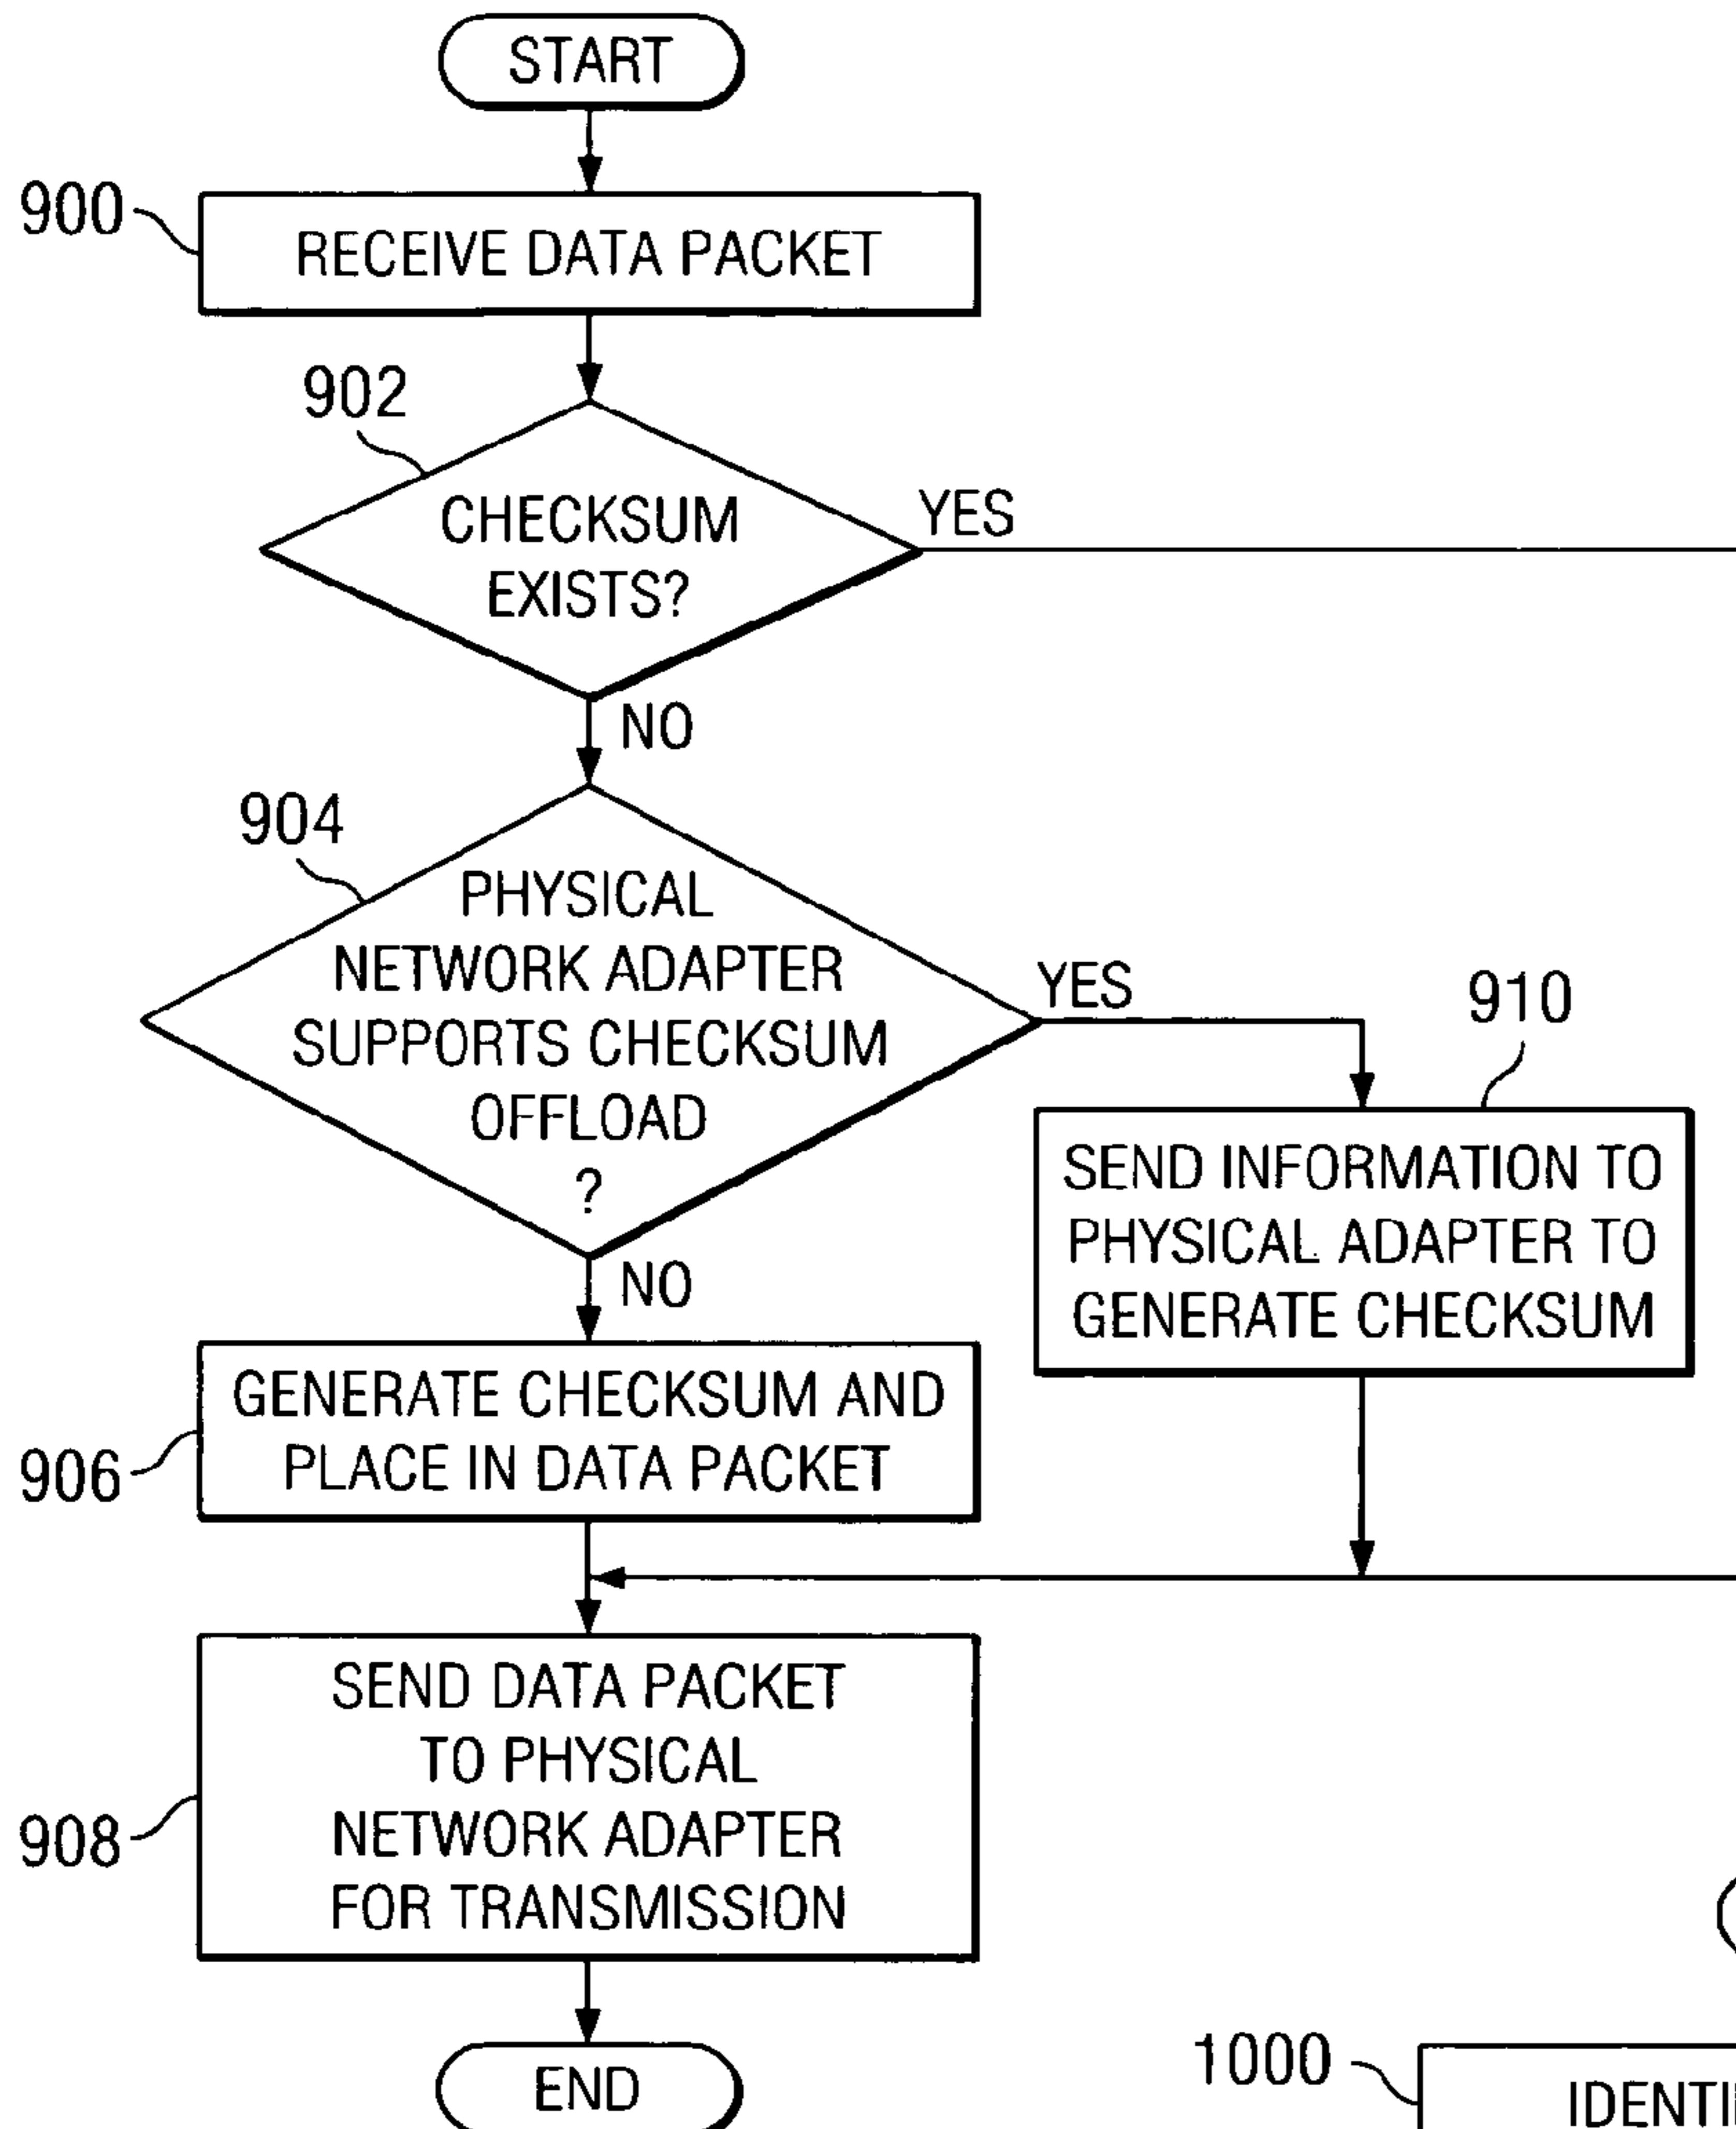 START
900
RECEIVE DATA PACKET
902
CHECKSUM
EXISTS?
YES
NO
904
PHYSICAL
NETWORK ADAPTER
SUPPORTS CHECKSUM
OFFLOAD
?
YES
910
SEND INFORMATION TO
PHYSICAL ADAPTER TO
GENERATE CHECKSUM
NO
906
GENERATE CHECKSUM AND
PLACE IN DATA PACKET
908
SEND DATA PACKET
TO PHYSICAL
NETWORK ADAPTER
FOR TRANSMISSION
END
1000